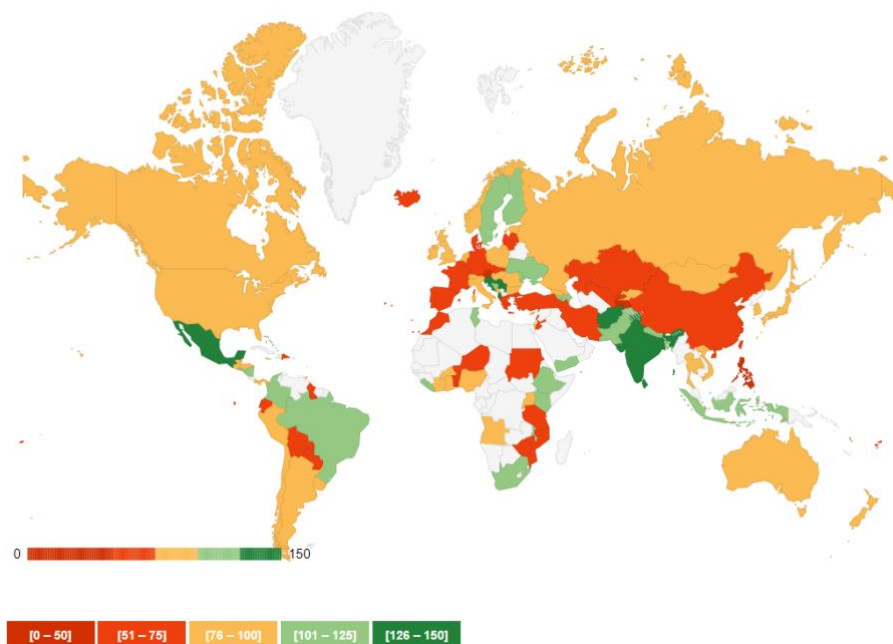 0 150
[0 – 50] [51 – 75] [76 – 100] [101 – 125] [126 – 150]